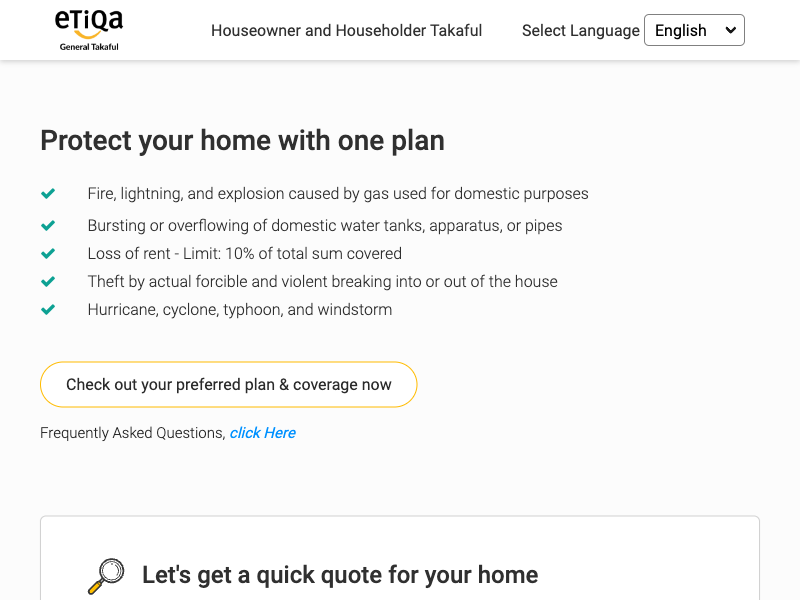 eTiQa
General Takaful
Houseowner and Householder Takaful
Select Language
English
Protect your home with one plan
Fire, lightning, and explosion caused by gas used for domestic purposes
Bursting or overflowing of domestic water tanks, apparatus, or pipes
Loss of rent - Limit: 10% of total sum covered
Theft by actual forcible and violent breaking into or out of the house
Hurricane, cyclone, typhoon, and windstorm
Check out your preferred plan & coverage now
Frequently Asked Questions, click Here
Let's get a quick quote for your home